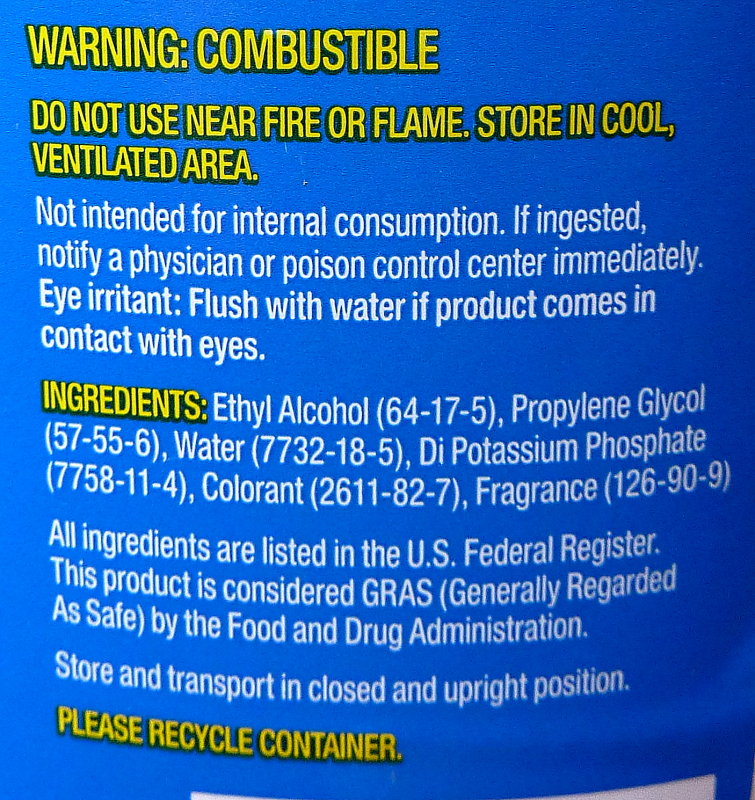 WARNING: COMBUSTIBLE
DO NOT USE NEAR FIRE OR FLAME. STORE IN COOL,
VENTILATED AREA.
Not intended for internal consumption. If ingested,
notify a physician or poison control center immediately.
Eye irritant: Flush with water if product comes in
contact with eyes.
INGREDIENTS: Ethyl Alcohol (64-17-5), Propylene Glycol
(57-55-6), Water (7732-18-5), Di Potassium Phosphate
(7758-11-4), Colorant (2611-82-7), Fragrance (126-90-9)
All ingredients are listed in the U.S. Federal Register.
This product is considered GRAS (Generally Regarded
As Safe) by the Food and Drug Administration.
Store and transport in closed and upright position.
PLEASE RECYCLE CONTAINER.